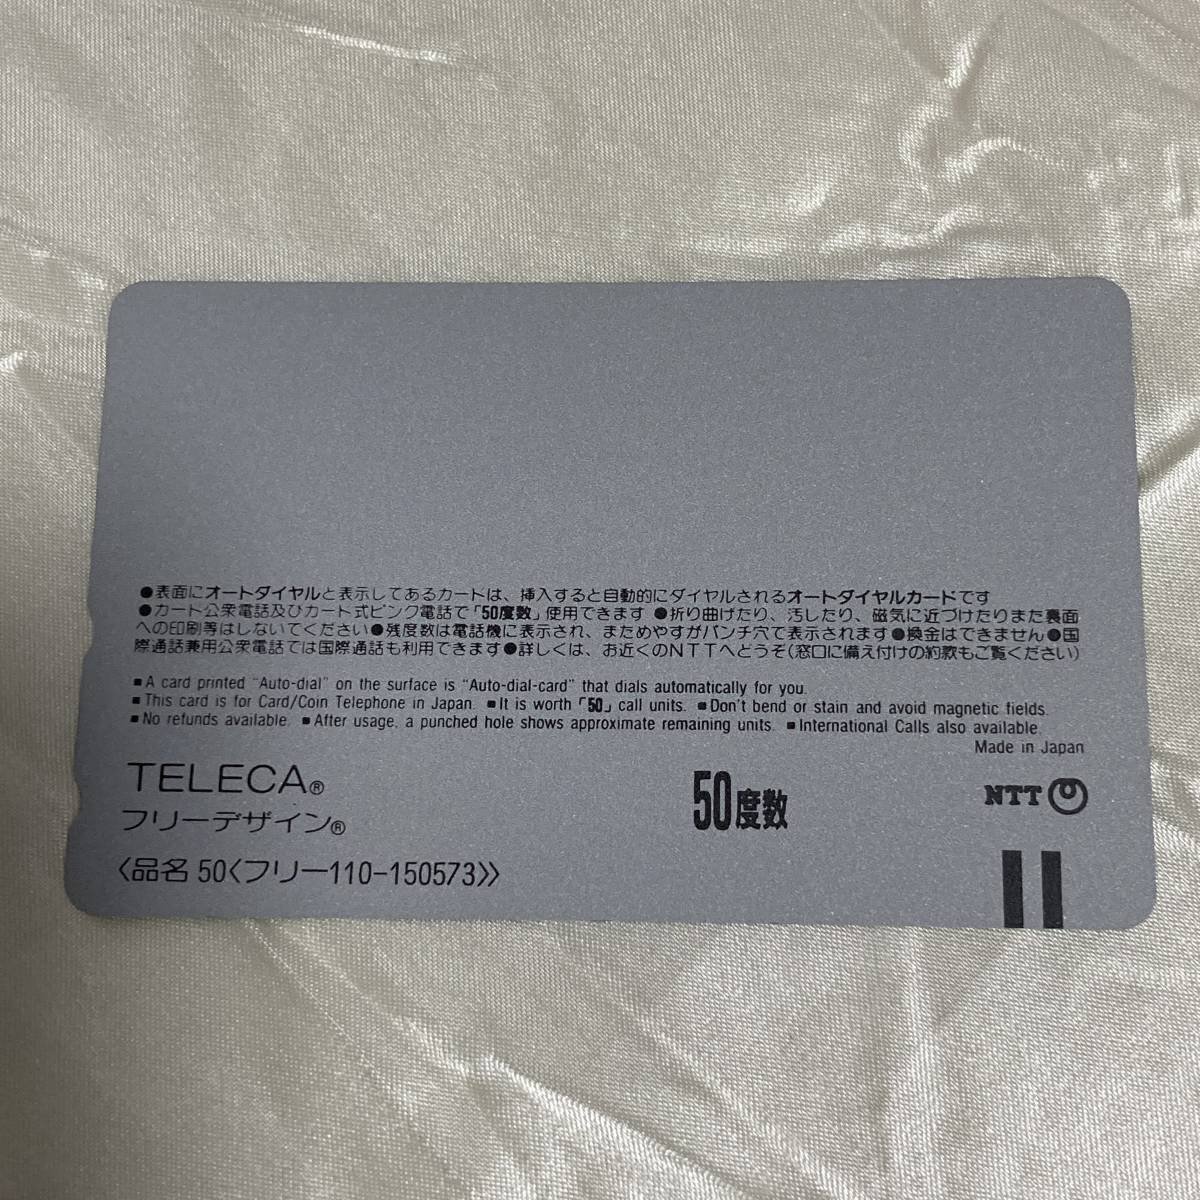 ●表面にオートダイヤルと表示してあるカードは、挿入すると自動的にダイヤルされるオートダイヤルカードです
●カード公衆電話及びカード式ピンク電話で「50度数」使用できます ●折り曲げたり、汚したり、磁気に近づけたりまた裏面
への印刷等はしないでください●残度数は電話機に表示され、まためやすがパンチ穴で表示されます●換金はできません●国
際通話兼用公衆電話では国際通話も利用できます●詳しくは、お近くのNTTへどうぞ(窓口に備え付けの約款もご覧ください)
■A card printed "Auto-dial" on the surface is "Auto-dial-card" that dials automatically for you.
■This card is for Card/Coin Telephone in Japan. ■It is worth「50」call units. ■Don't bend or stain and avoid magnetic fields.
■No refunds available. ■After usage, a punched hole shows approximate remaining units. ■International Calls also available.
Made in Japan
TELECA®
フリーデザイン®
50度数
NTT
〈品名 50〈フリー110-150573〉〉